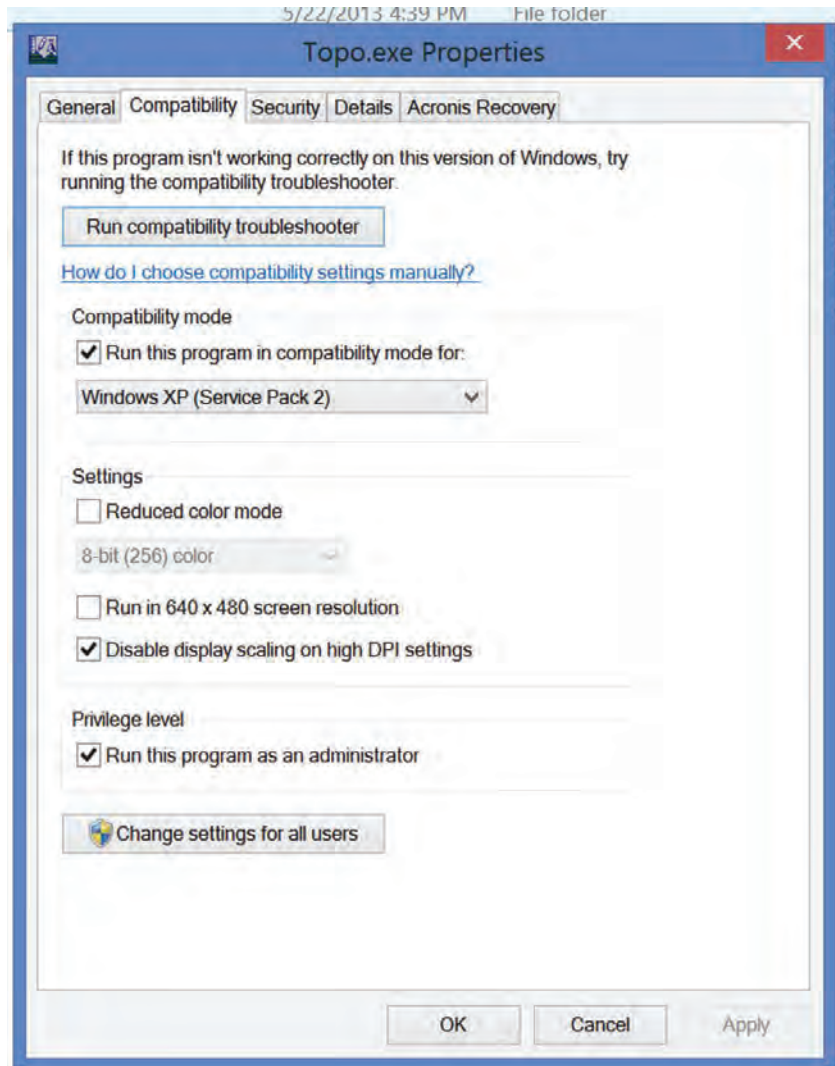 5/22/2013 4:39 PM File folder
Topo.exe Properties
General Compatibility Security Details Acronis Recovery
If this program isn't working correctly on this version of Windows, try
running the compatibility troubleshooter.
Run compatibility troubleshooter
How do I choose compatibility settings manually?
Compatibility mode
Run this program in compatibility mode for:
Windows XP (Service Pack 2)
Settings
Reduced color mode
8-bit (256) color
Run in 640 x 480 screen resolution
Disable display scaling on high DPI settings
Privilege level
Run this program as an administrator
Change settings for all users
OK Cancel Apply